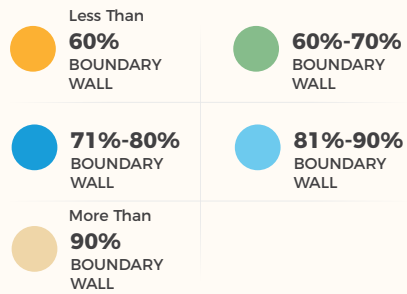 Less Than
60%
BOUNDARY
WALL
60%-70%
BOUNDARY
WALL
71%-80%
BOUNDARY
WALL
81%-90%
BOUNDARY
WALL
More Than
90%
BOUNDARY
WALL